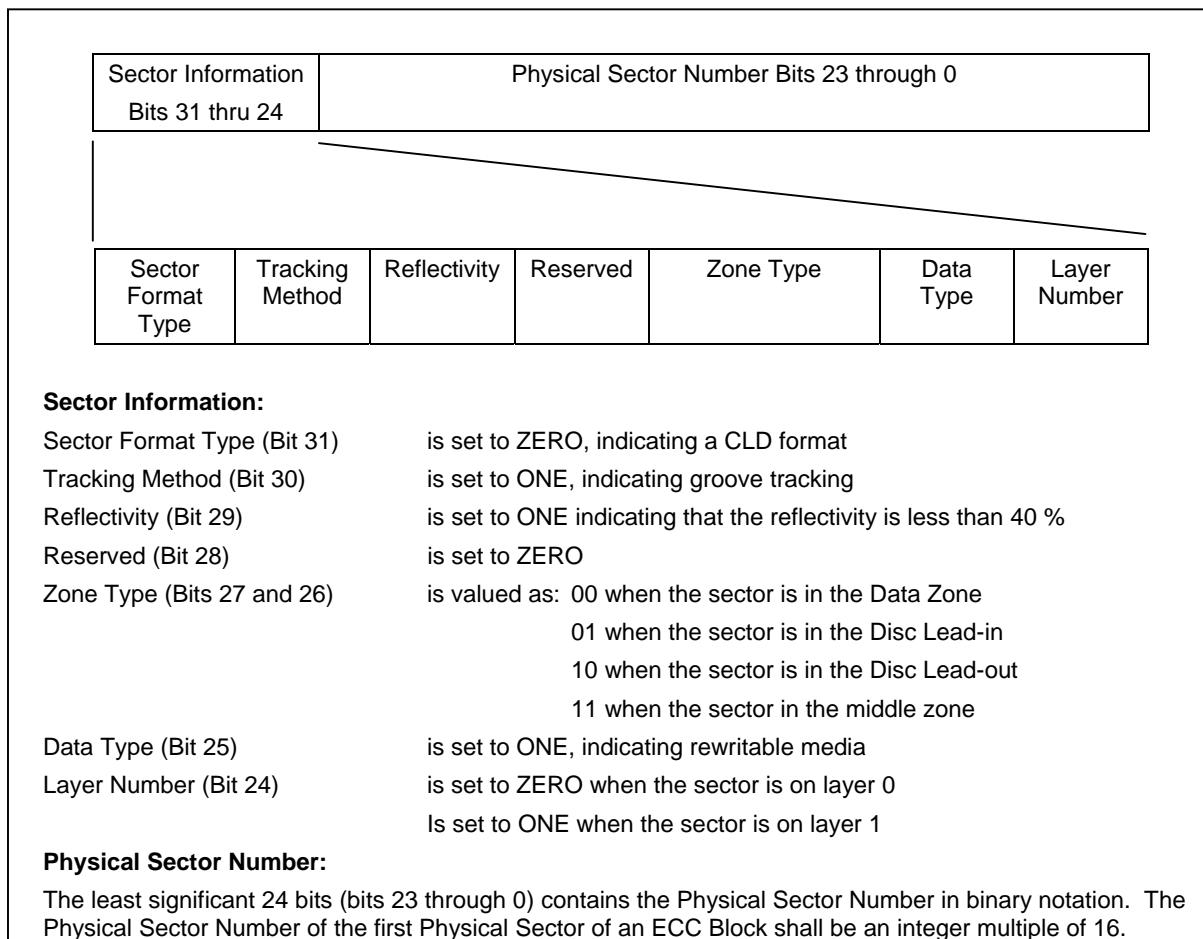 Sector Information
Bits 31 thru 24
Physical Sector Number Bits 23 through 0
Sector Format Type
Tracking Method
Reflectivity
Reserved
Zone Type
Data Type
Layer Number
Sector Information:
Sector Format Type (Bit 31) is set to ZERO, indicating a CLD format
Tracking Method (Bit 30) is set to ONE, indicating groove tracking
Reflectivity (Bit 29) is set to ONE indicating that the reflectivity is less than 40 %
Reserved (Bit 28) is set to ZERO
Zone Type (Bits 27 and 26) is valued as: 00 when the sector is in the Data Zone
01 when the sector is in the Disc Lead-in
10 when the sector is in the Disc Lead-out
11 when the sector in the middle zone
Data Type (Bit 25) is set to ONE, indicating rewritable media
Layer Number (Bit 24) is set to ZERO when the sector is on layer 0
Is set to ONE when the sector is on layer 1
Physical Sector Number:
The least significant 24 bits (bits 23 through 0) contains the Physical Sector Number in binary notation. The
Physical Sector Number of the first Physical Sector of an ECC Block shall be an integer multiple of 16.